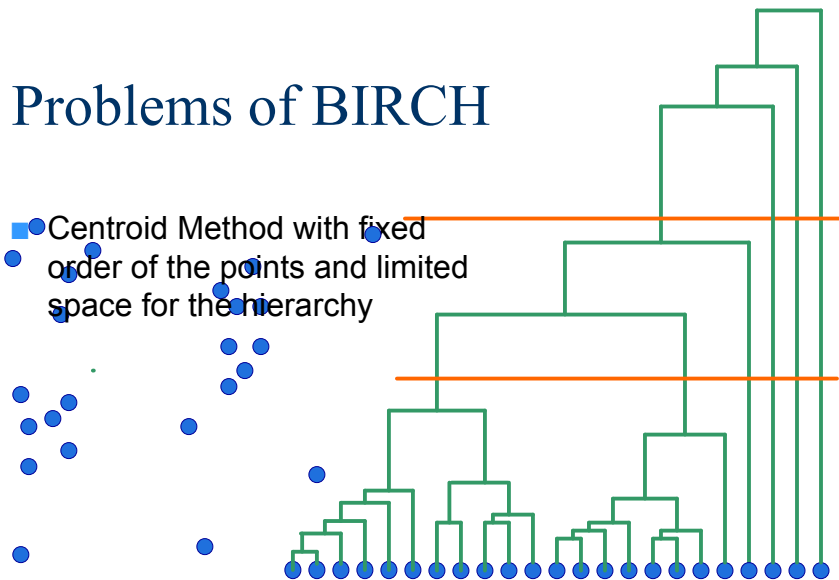 Problems of BIRCH
Centroid Method with fixed
order of the points and limited
space for the hierarchy